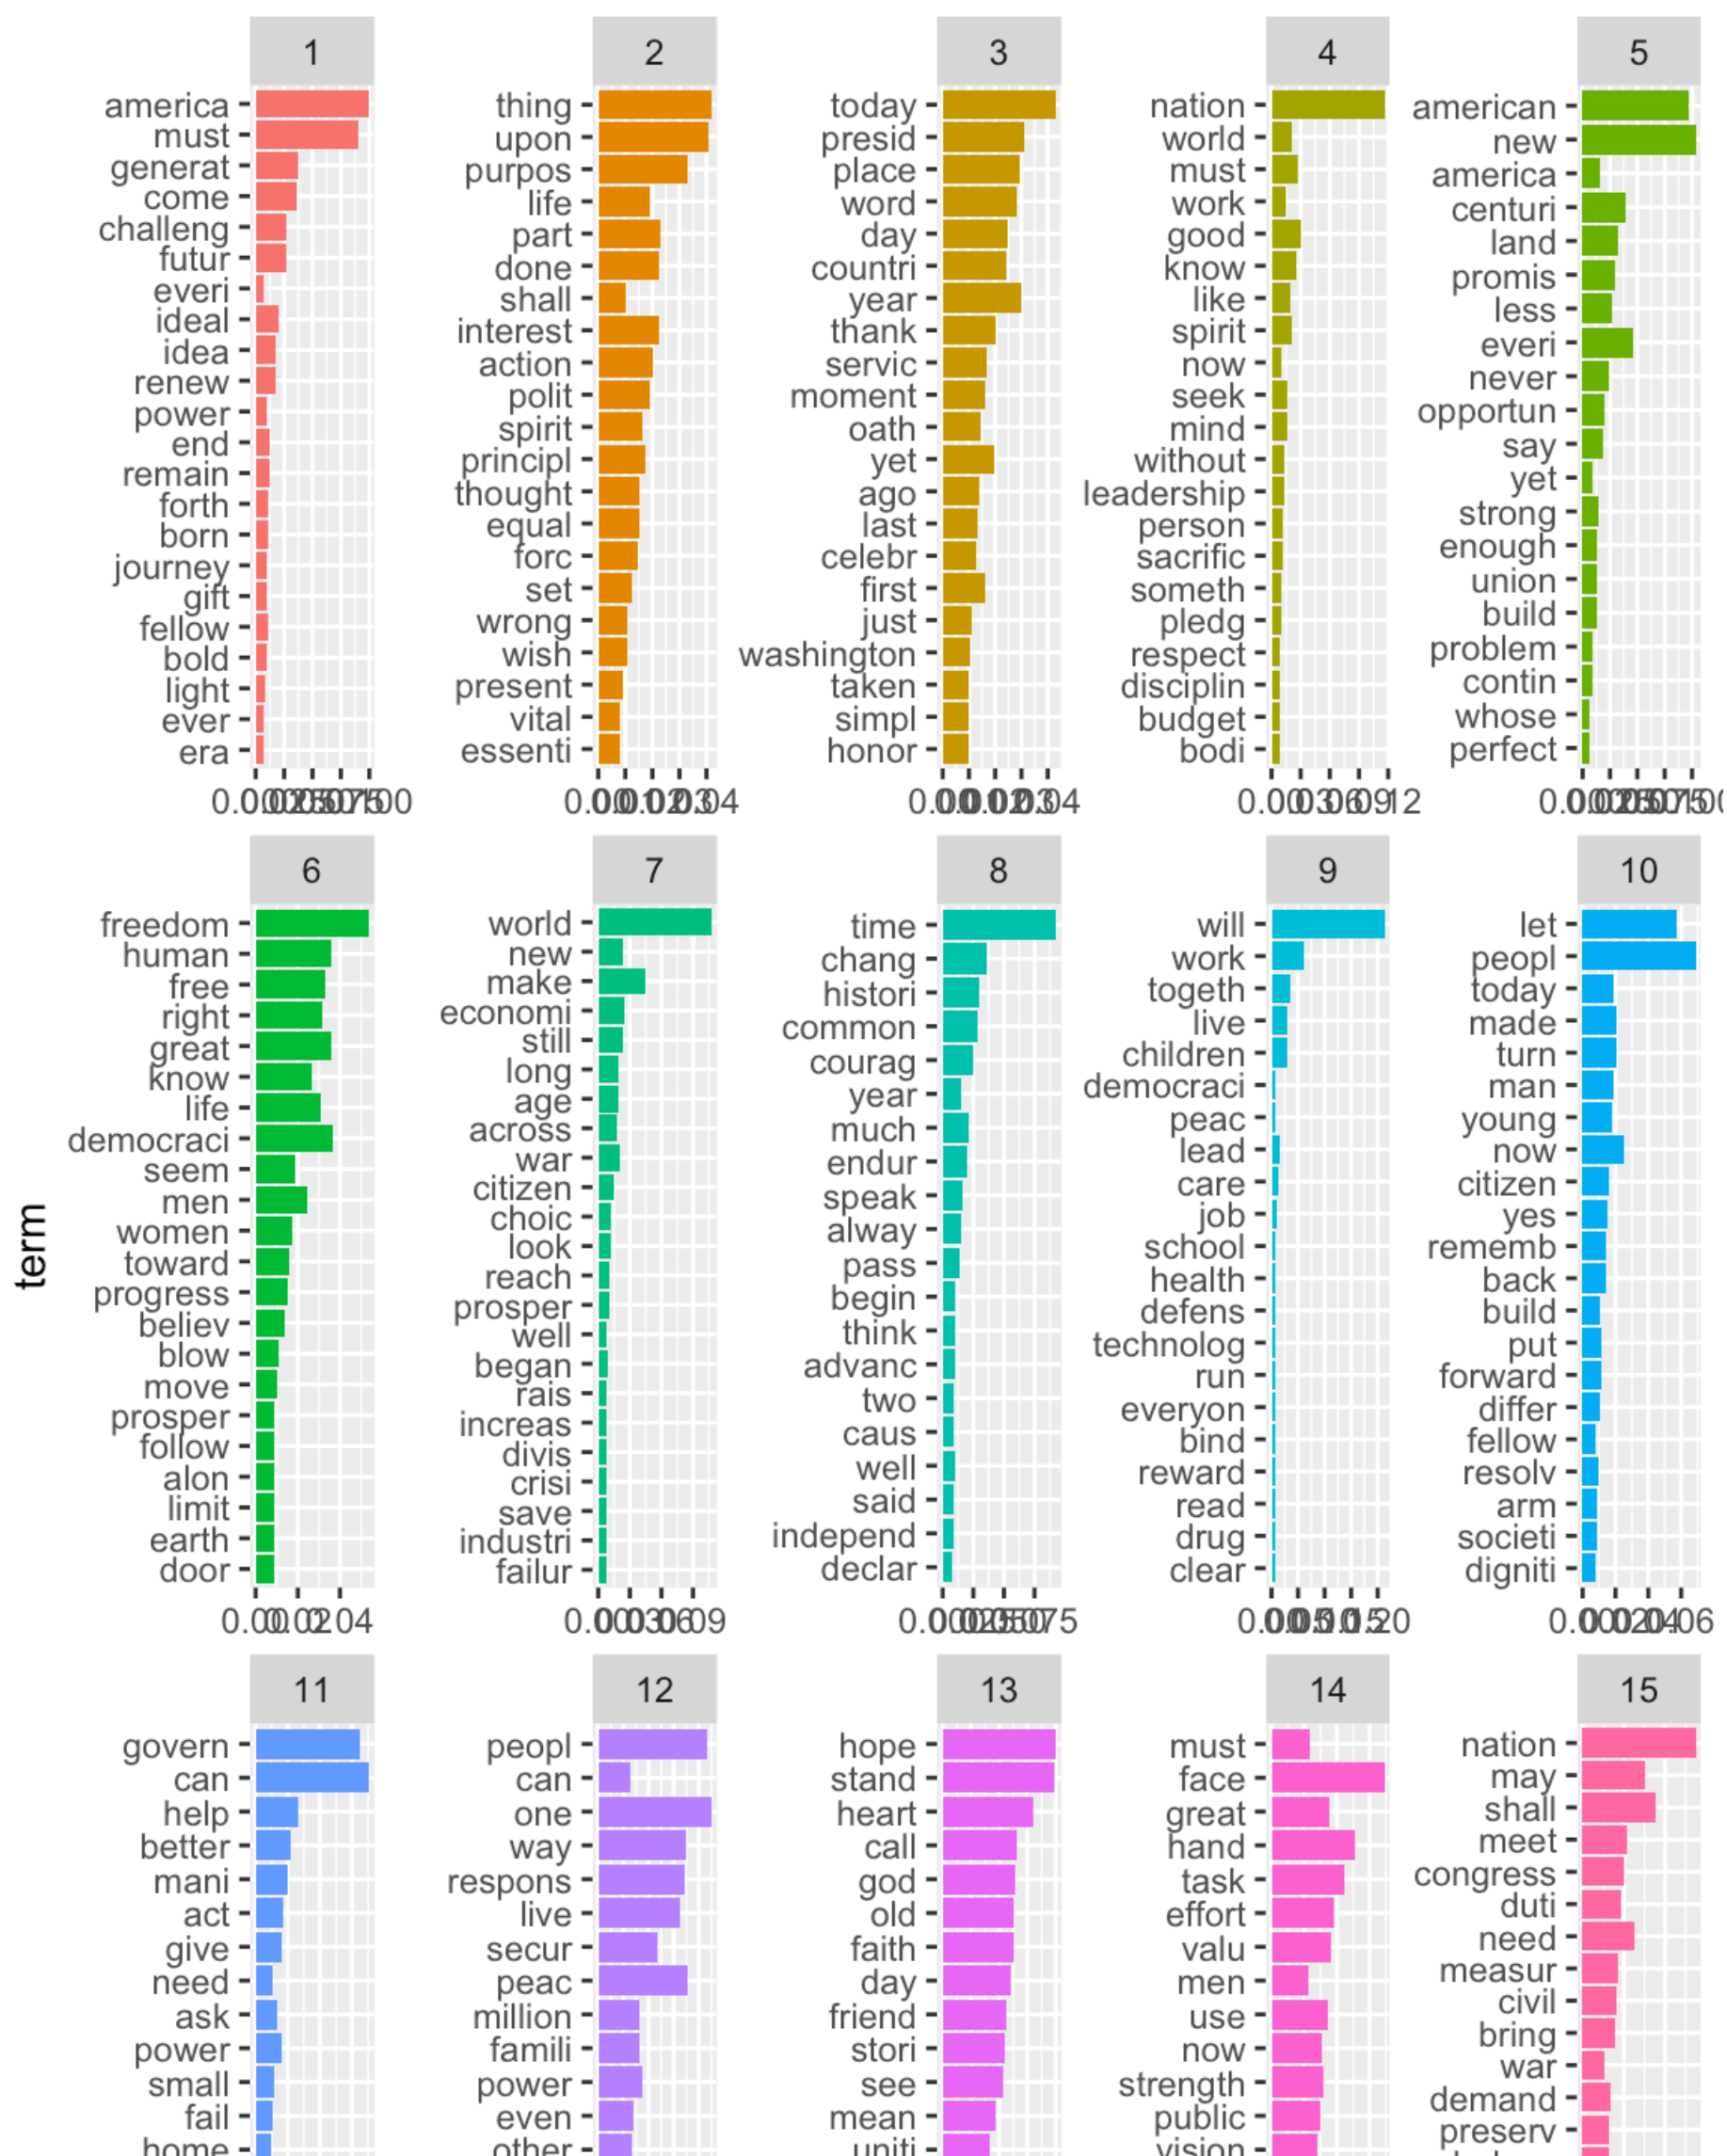 term
1
america
must
generat
come
challeng
futur
everi
ideal
idea
renew
power
end
remain
forth
born
journey
gift
fellow
bold
light
ever
era
2
thing
upon
purpos
life
part
done
shall
interest
action
polit
spirit
principl
thought
equal
forc
set
wrong
wish
present
vital
essenti
3
today
presid
place
word
day
countri
year
thank
servic
moment
oath
yet
ago
last
celebr
first
just
washington
taken
simpl
honor
4
nation
world
must
work
good
know
like
spirit
now
seek
mind
without
leadership
person
sacrific
someth
pledg
respect
disciplin
budget
bodi
5
american
new
america
centuri
land
promis
less
everi
never
opportun
say
yet
strong
enough
union
build
problem
contin
whose
perfect
6
freedom
human
free
right
great
know
life
democraci
seem
men
women
toward
progress
believ
blow
move
prosper
follow
alon
limit
earth
door
7
world
new
make
economi
still
long
age
across
war
citizen
choic
look
reach
prosper
well
began
rais
increas
divis
crisi
save
industri
failur
8
time
chang
histori
common
courag
year
much
endur
speak
alway
pass
begin
think
advanc
two
caus
well
said
independ
declar
9
will
work
togeth
live
children
democraci
peac
lead
care
job
school
health
defens
technolog
run
everyon
bind
reward
read
drug
clear
10
let
peopl
today
made
turn
man
young
now
citizen
yes
rememb
back
build
put
forward
differ
fellow
resolv
arm
societi
digniti
11
govern
can
help
better
mani
act
give
need
ask
power
small
fail
home
12
peopl
can
one
way
respons
live
secur
peac
million
famili
power
even
other
13
hope
stand
heart
call
god
old
faith
day
friend
stori
see
mean
uniti
14
must
face
great
hand
task
effort
valu
men
use
now
strength
public
vision
15
nation
may
shall
meet
congress
duti
need
measur
civil
bring
war
demand
preserv